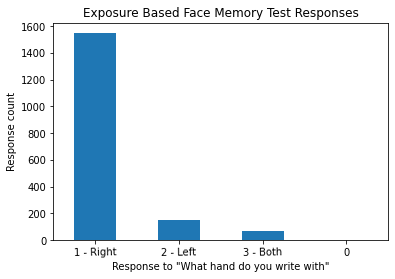 Exposure Based Face Memory Test Responses
1600
1400
1200
1000
800
600
400
200
0
Response count
1 - Right 2 - Left 3 - Both 0
Response to "What hand do you write with"